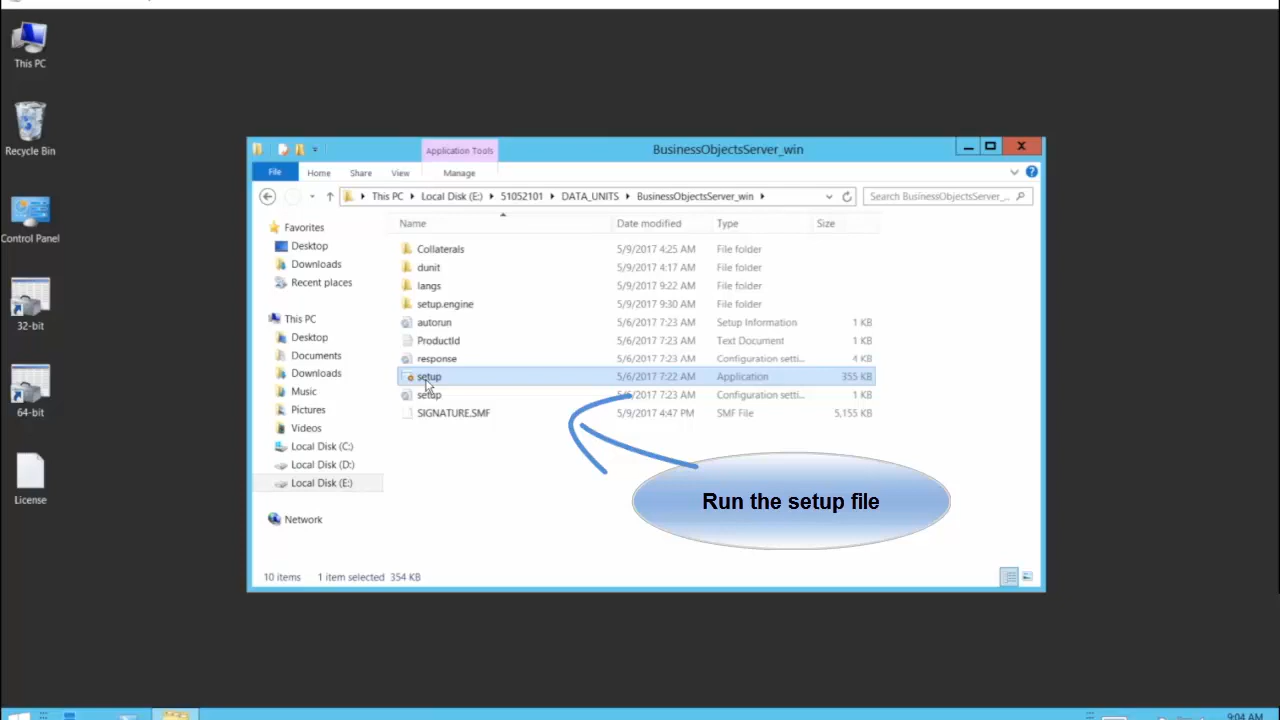 This PC
Recycle Bin
Control Panel
32-bit
64-bit
License
Application Tools
BusinessObjectsServer_win
File Home Share View Manage
This PC Local Disk (E:) 51052101 DATA_UNITS BusinessObjectsServer_win
Search BusinessObjectsServer_...
Favorites
Desktop
Downloads
Recent places
This PC
Desktop
Documents
Downloads
Music
Pictures
Videos
Local Disk (C:)
Local Disk (D:)
Local Disk (E:)
Network
Name Date modified Type Size
Collaterals 5/9/2017 4:25 AM File folder
dunit 5/9/2017 4:17 AM File folder
langs 5/9/2017 9:22 AM File folder
setup.engine 5/9/2017 9:30 AM File folder
autorun 5/6/2017 7:23 AM Setup Information 1 KB
ProductId 5/6/2017 7:23 AM Text Document 1 KB
response 5/6/2017 7:23 AM Configuration setti... 4 KB
setup 5/6/2017 7:22 AM Application 355 KB
setup 5/6/2017 7:23 AM Configuration setti... 1 KB
SIGNATURE.SMF 5/9/2017 4:47 PM SMF File 5,155 KB
Run the setup file
10 items 1 item selected 354 KB
9:04 AM